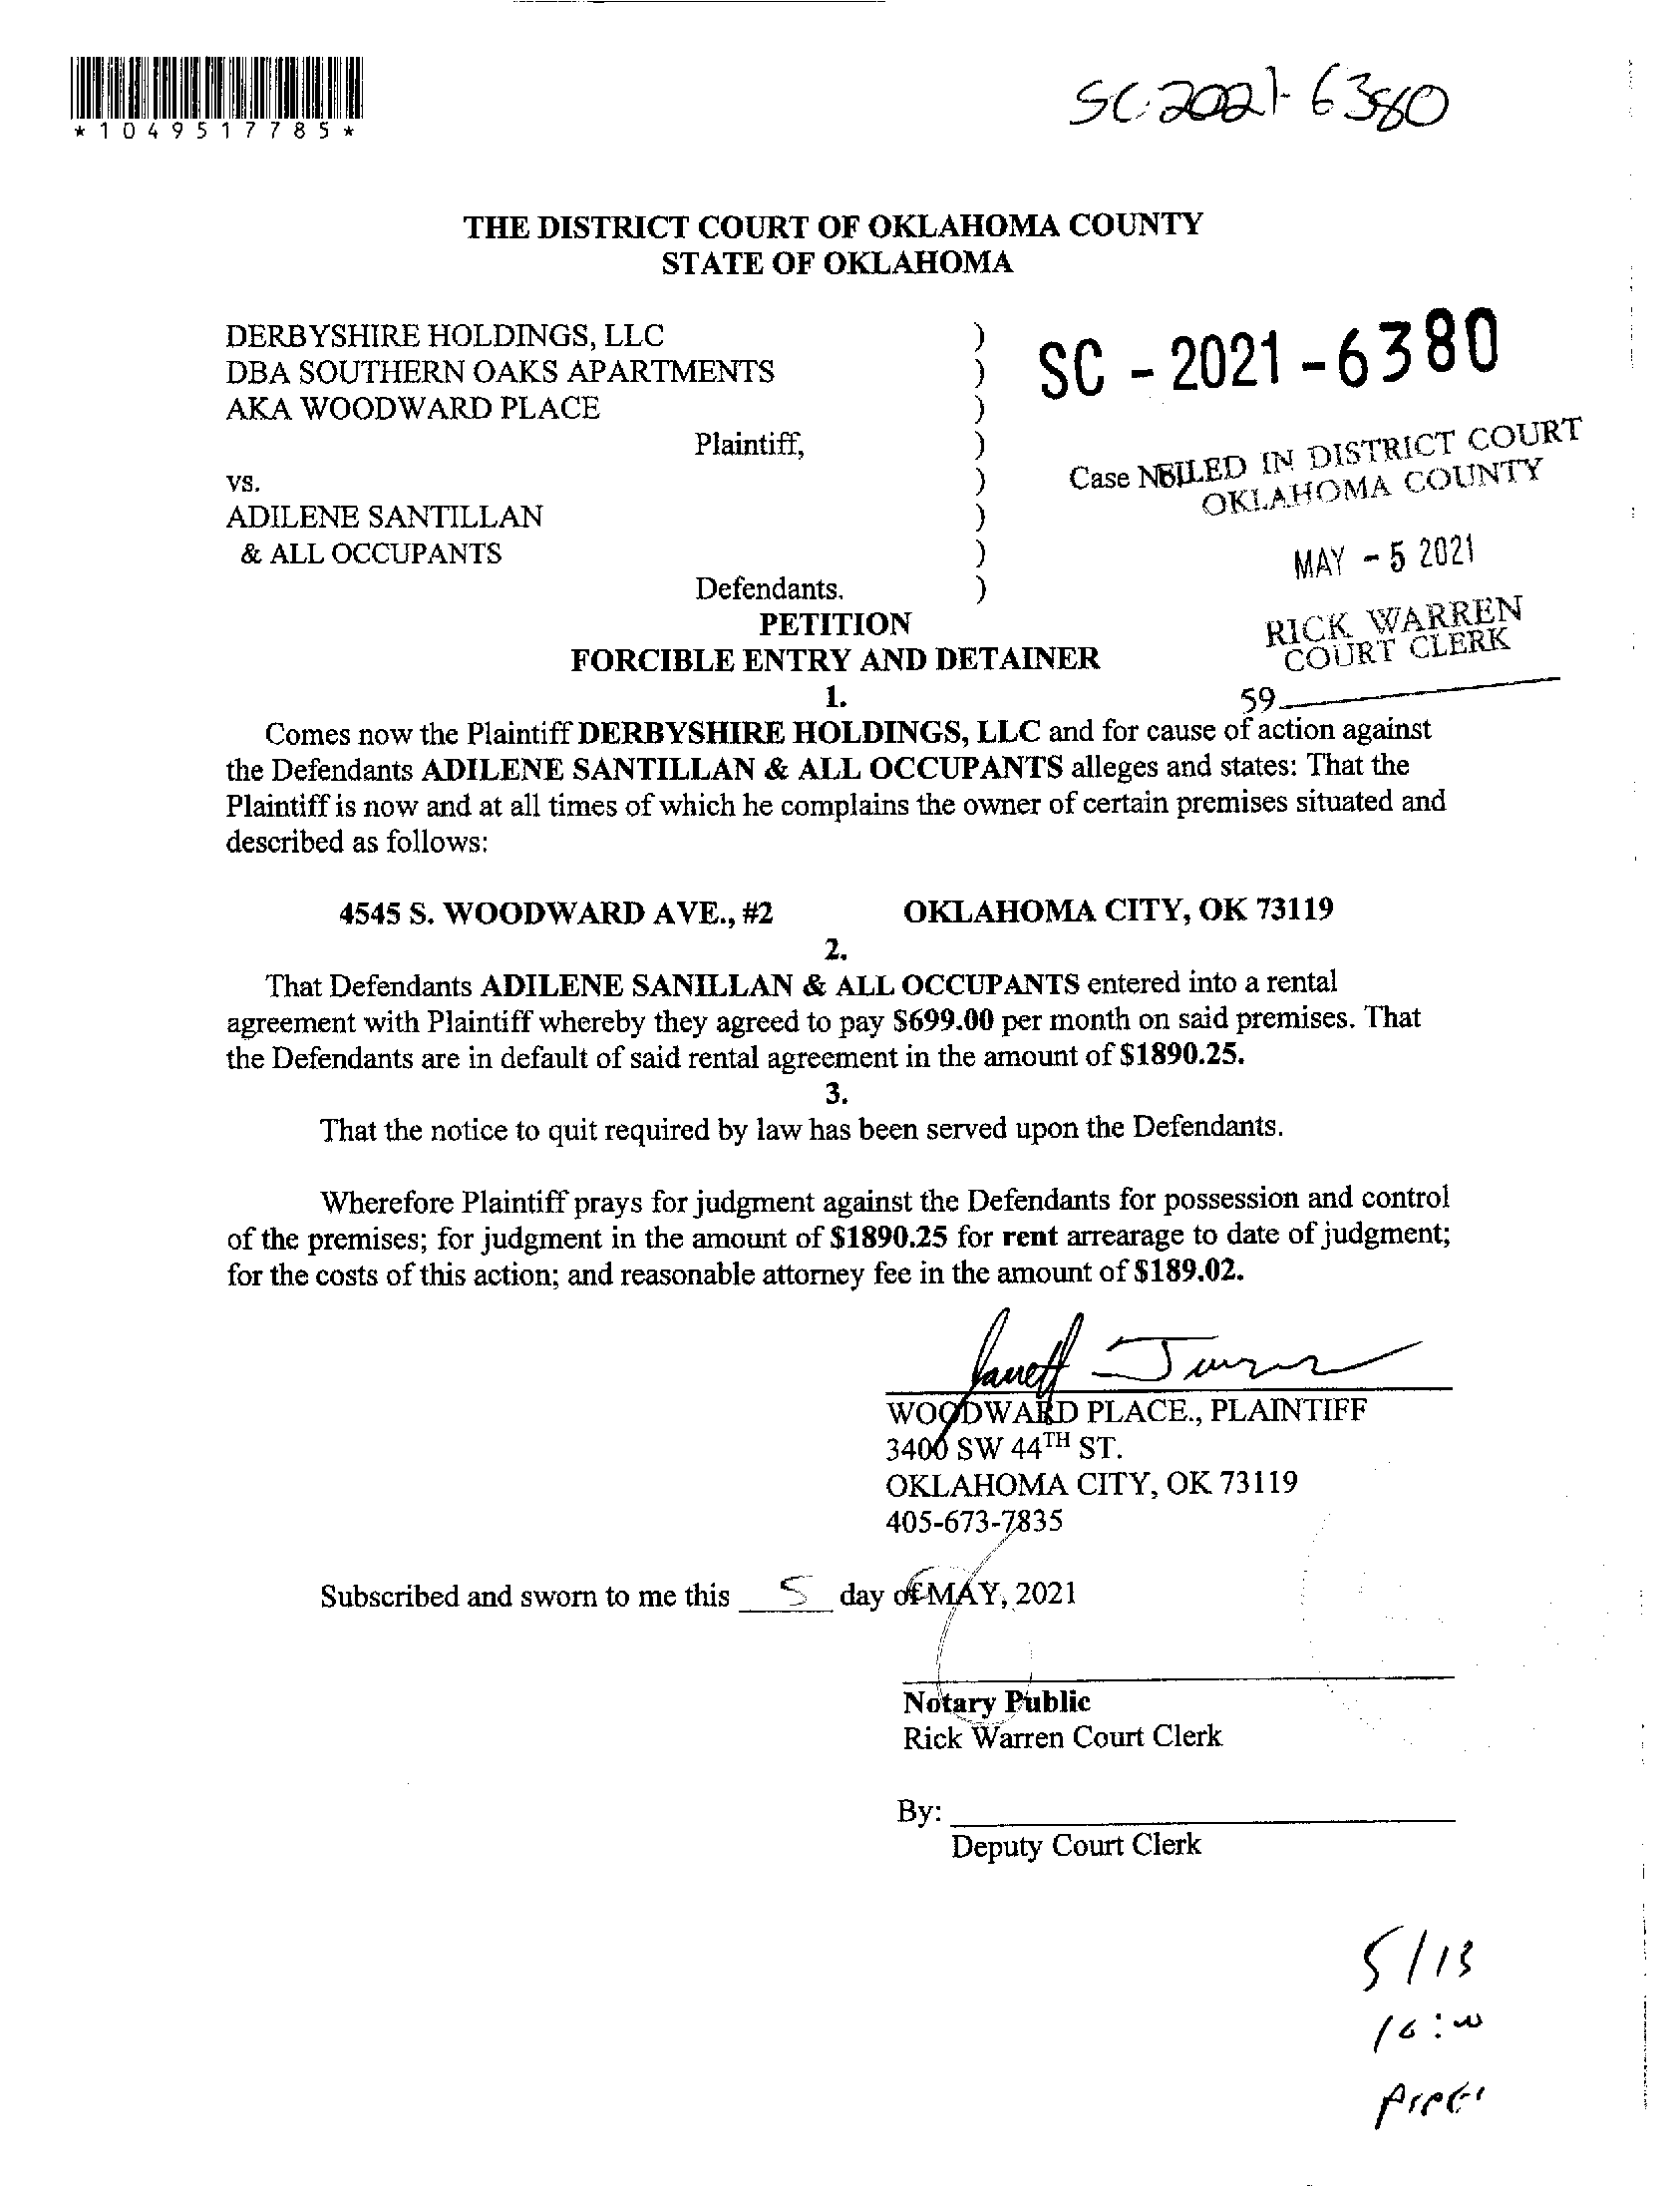 *1049517785*
SC-2021-6380
THE DISTRICT COURT OF OKLAHOMA COUNTY
STATE OF OKLAHOMA
DERBYSHIRE HOLDINGS, LLC )
DBA SOUTHERN OAKS APARTMENTS )
AKA WOODWARD PLACE )
Plaintiff, )
vs. )
ADILENE SANTILLAN )
& ALL OCCUPANTS )
Defendants. )
SC - 2021 - 6380
Case
FILED IN DISTRICT COURT
OKLAHOMA COUNTY
MAY - 5 2021
RICK WARREN
COURT CLERK
59
PETITION
FORCIBLE ENTRY AND DETAINER
1.
Comes now the Plaintiff DERBYSHIRE HOLDINGS, LLC and for cause of action against
the Defendants ADILENE SANTILLAN & ALL OCCUPANTS alleges and states: That the
Plaintiff is now and at all times of which he complains the owner of certain premises situated and
described as follows:
4545 S. WOODWARD AVE., #2 OKLAHOMA CITY, OK 73119
2.
That Defendants ADILENE SANILLAN & ALL OCCUPANTS entered into a rental
agreement with Plaintiff whereby they agreed to pay $699.00 per month on said premises. That
the Defendants are in default of said rental agreement in the amount of $1890.25.
3.
That the notice to quit required by law has been served upon the Defendants.
Wherefore Plaintiff prays for judgment against the Defendants for possession and control
of the premises; for judgment in the amount of $1890.25 for rent arrearage to date of judgment;
for the costs of this action; and reasonable attorney fee in the amount of $189.02.
WOODWARD PLACE., PLAINTIFF
3400 SW 44TH ST.
OKLAHOMA CITY, OK 73119
405-673-7835
Subscribed and sworn to me this 5 day of MAY, 2021
Notary Public
Rick Warren Court Clerk
By:
Deputy Court Clerk
5/13